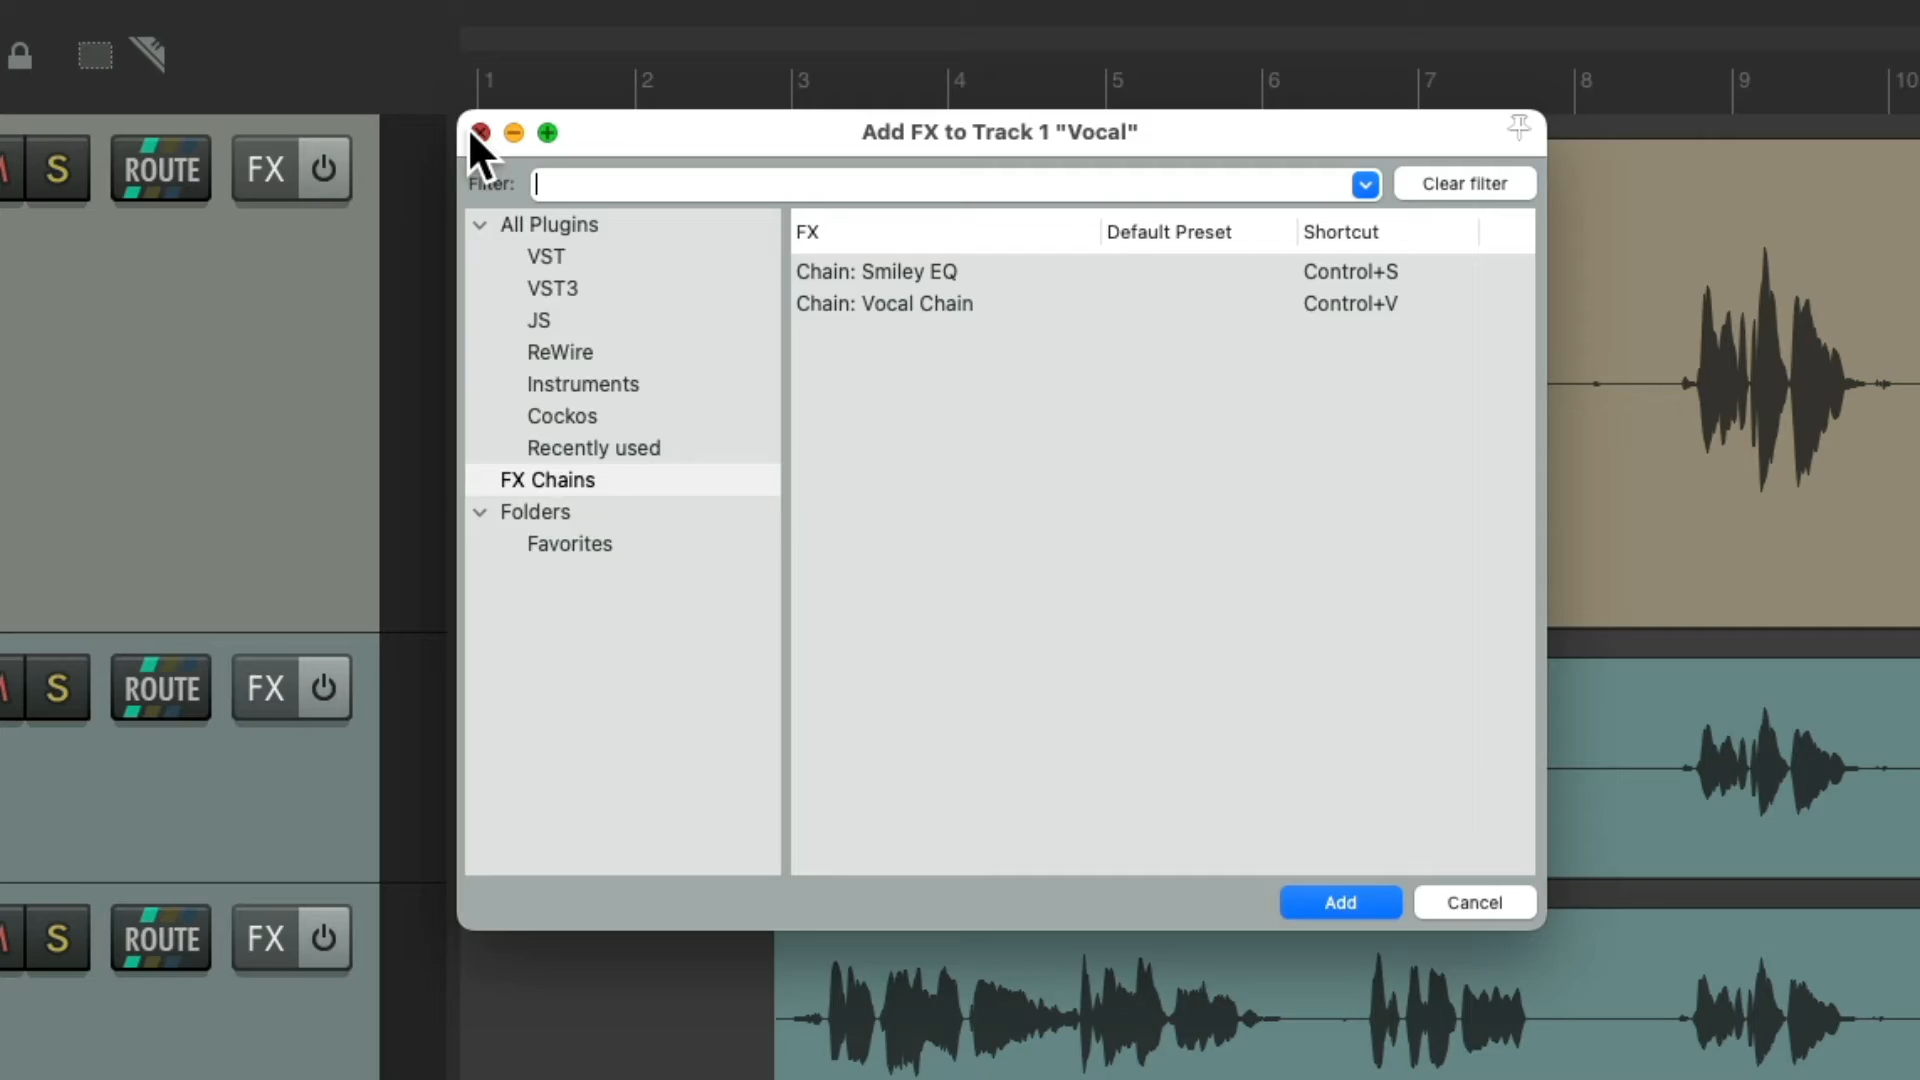 1 2 3 4 5 6 7 8 9 10
Add FX to Track 1 "Vocal"
S ROUTE FX
Filter: Clear filter
All Plugins
FX Default Preset Shortcut
VST
Chain: Smiley EQ Control+S
VST3
Chain: Vocal Chain Control+V
JS
ReWire
Instruments
Cockos
Recently used
FX Chains
Folders
Favorites
S ROUTE FX
Add Cancel
S ROUTE FX